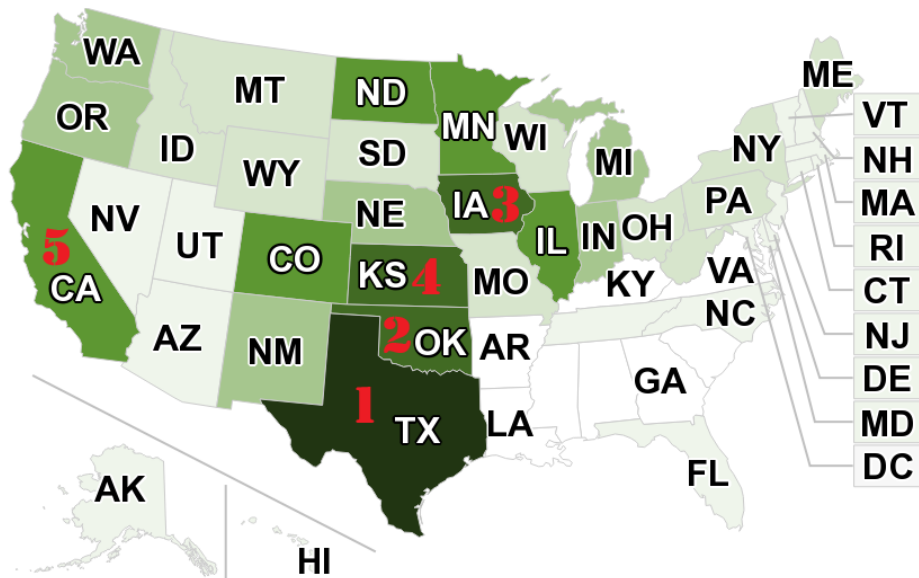 WA
MT
ND
MN
ME
VT
OR
ID
SD
WI
MI
NY
NH
WY
MA
NV
NE
IA 3
PA
RI
5
UT
CO
IL
IN
OH
CA
KS 4
MO
KY
VA
CT
AZ
NM
2 OK
AR
NC
NJ
1
TX
LA
GA
DE
MD
AK
FL
DC
HI